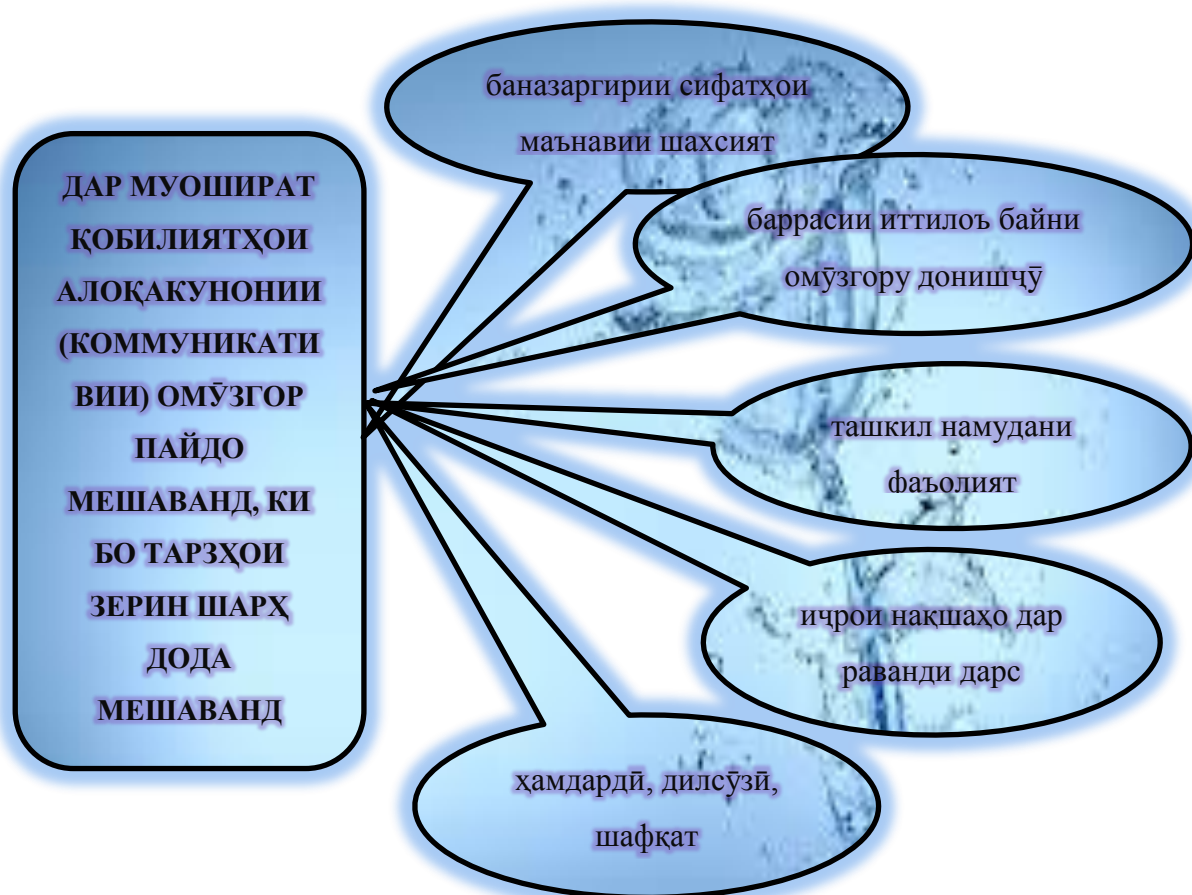 ДАР МУОШИРАТ
ҚОБИЛИЯТҲОИ
АЛОҚАКУНОНИИ
(КОММУНИКАТИ
ВИИ) ОМӮЗГОР
ПАЙДО
МЕШАВАНД, КИ
БО ТАРЗҲОИ
ЗЕРИН ШАРҲ
ДОДА
МЕШАВАНД
баназаргирии сифатҳои
маънавии шахсият
баррасии иттилоъ байни
омӯзгору донишҷӯ
ташкил намудани
фаъолият
иҷрои нақшаҳо дар
раванди дарс
ҳамдардӣ, дилсӯзӣ,
шафқат